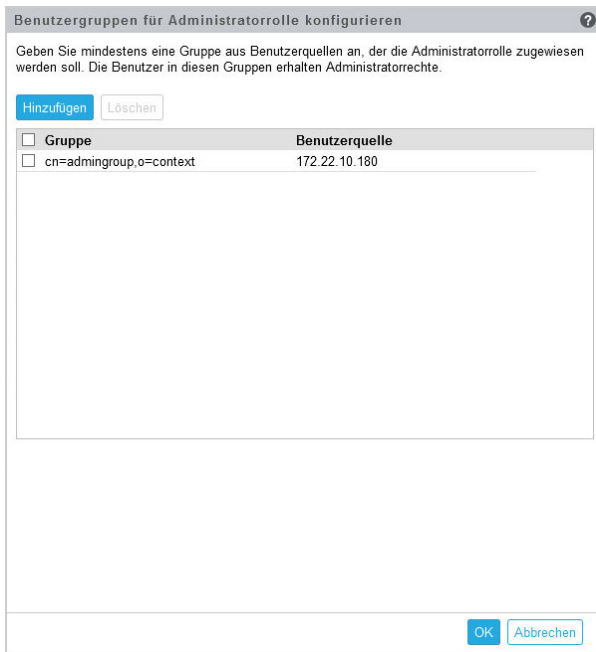 Benutzergruppen für Administratorrolle konfigurieren ?
Geben Sie mindestens eine Gruppe aus Benutzerquellen an, der die Administratorrolle zugewiesen
werden soll. Die Benutzer in diesen Gruppen erhalten Administratorrechte.
Hinzufügen Löschen
Gruppe Benutzerquelle
cn=admingroup,o=context 172.22.10.180
OK Abbrechen